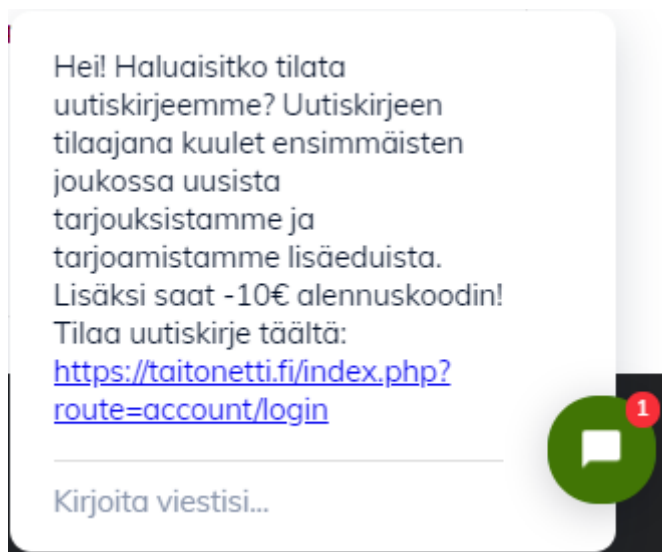 Hei! Haluaisitko tilata
uutiskirjeemme? Uutiskirjeen
tilaajana kuulet ensimmäisten
joukossa uusista
tarjouksistamme ja
tarjoamistamme lisäeduista.
Lisäksi saat -10€ alennuskoodin!
Tilaa uutiskirje täältä:
https://taitonetti.fi/index.php?
route=account/login
1
Kirjoita viestisi...